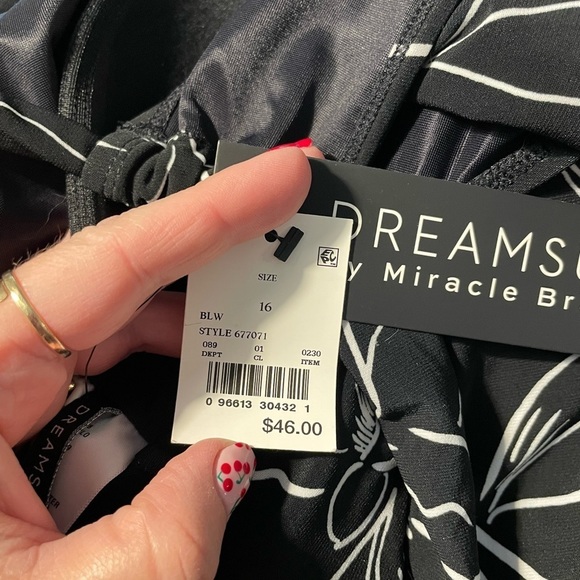 DREAMSU
y Miracle Br
SIZE
16
BLW
STYLE 677071
089 01 0230
DEPT CL ITEM
0 96613 30432 1
$46.00
DREAMS